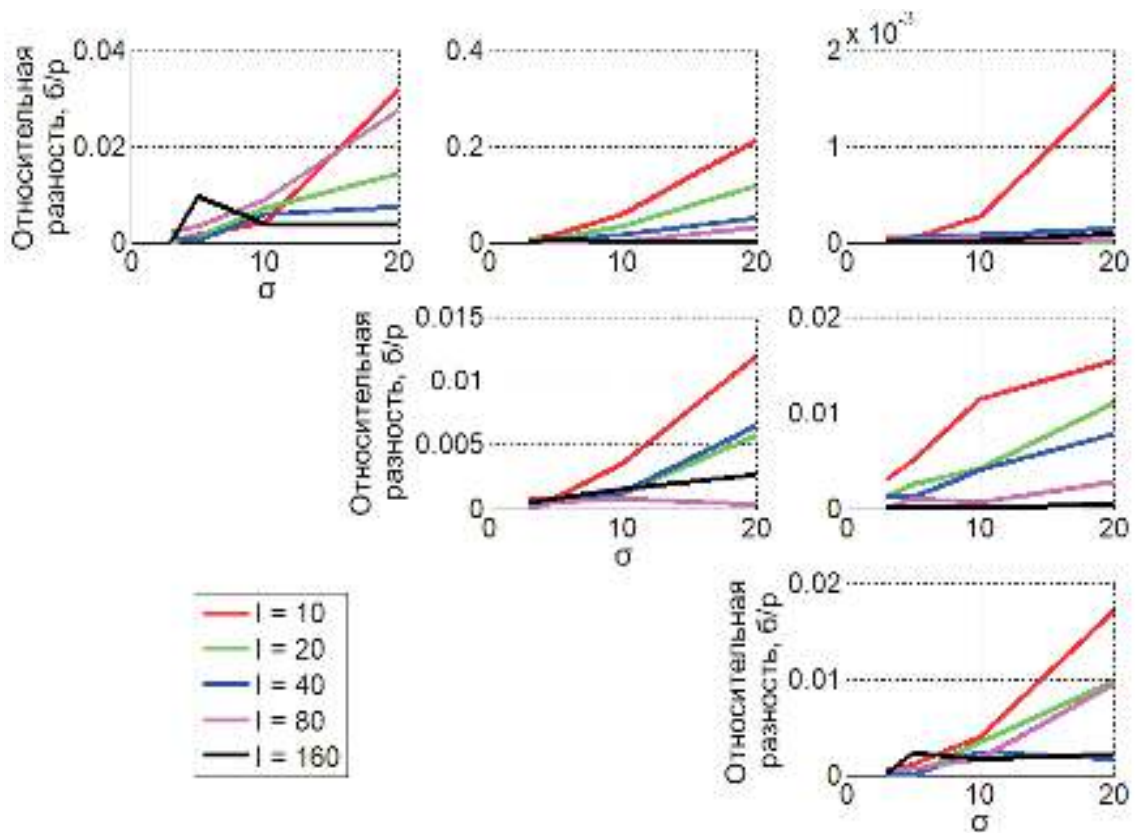 x 10⁻³
Относительная
разность, б/р
0.04
0.02
0
0 10 20
σ
0.4
0.2
0
0 10 20
2
1
0
0 10 20
Относительная
разность, б/р
0.015
0.01
0.005
0
0 10 20
σ
0.02
0.01
0
0 10 20
l = 10
l = 20
l = 40
l = 80
l = 160
Относительная
разность, б/р
0.02
0.01
0
0 10 20
σ